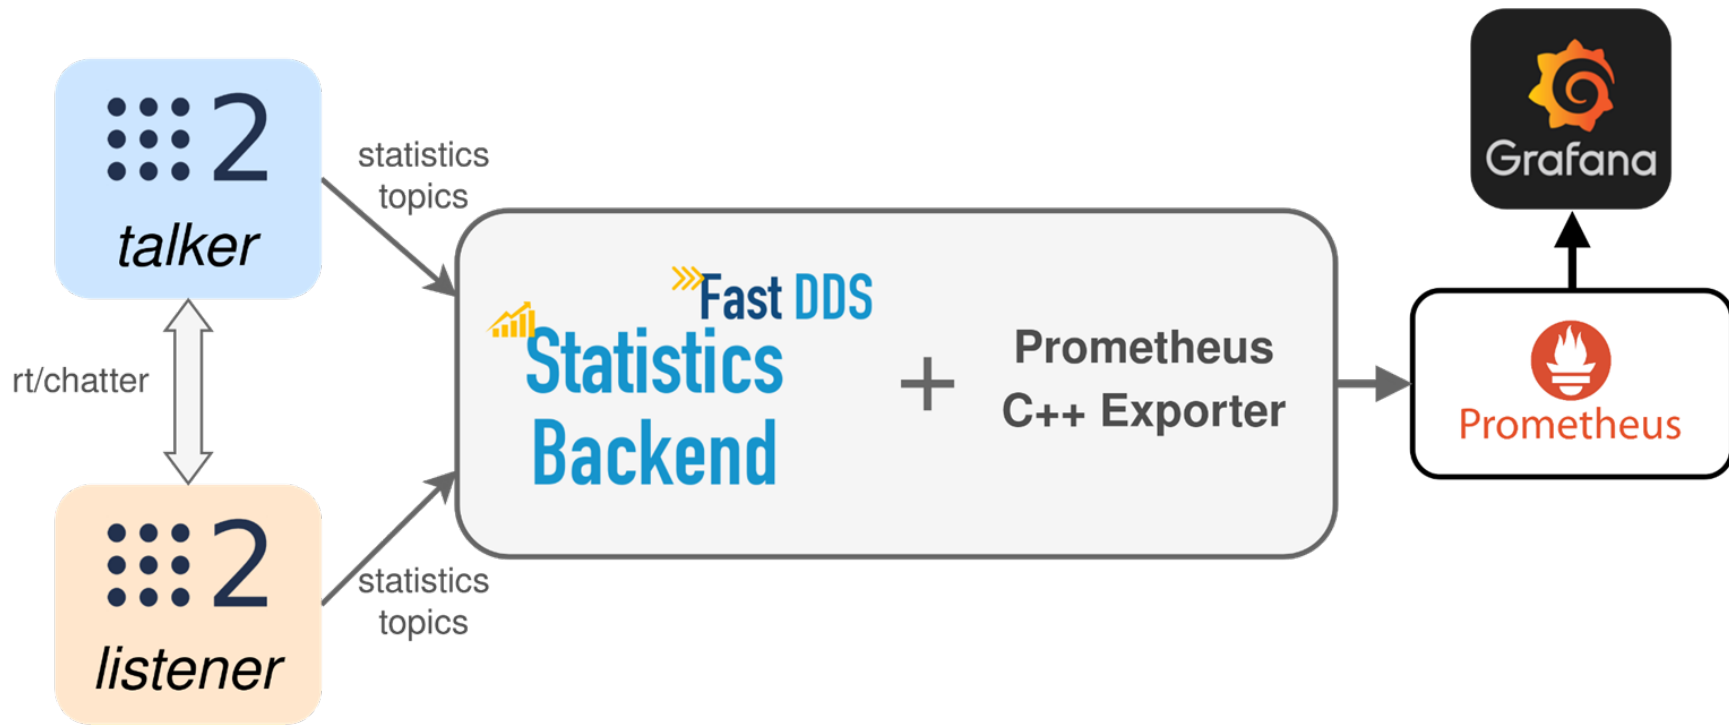 2
talker
statistics
topics
rt/chatter
2
listener
statistics
topics
Fast DDS
Statistics
Backend
+
Prometheus
C++ Exporter
Grafana
Prometheus